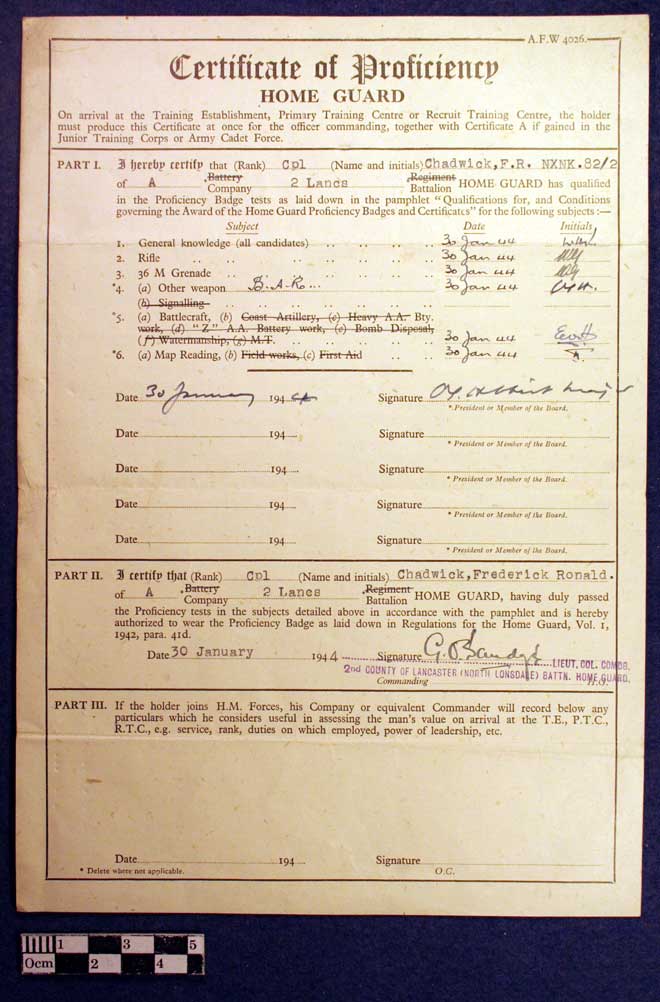 A.F.W 4026.
Certificate of Proficiency
HOME GUARD
On arrival at the Training Establishment, Primary Training Centre or Recruit Training Centre, the holder
must produce this Certificate at once for the officer commanding, together with Certificate A if gained in the
Junior Training Corps or Army Cadet Force.
PART I. I hereby certify that (Rank) Cpl (Name and initials) Chadwick, F.R. NXNK.82/2
of A *Battery Company 2 Lancs *Regiment Battalion HOME GUARD has qualified
in the Proficiency Badge tests as laid down in the pamphlet "Qualifications for, and Conditions
governing the Award of the Home Guard Proficiency Badges and Certificates" for the following subjects :—
Subject Date Initials
1. General knowledge (all candidates) .. .. .. .. 30 Jan 44
2. Rifle .. .. .. .. .. .. .. 30 Jan 44
3. 36 M Grenade .. .. .. .. .. .. 30 Jan 44
*4. (a) Other weapon B.A.R... .. .. .. 30 Jan 44
(b) Signalling
*5. (a) Battlecraft, (b) Coast Artillery, (c) Heavy A.A. Bty.
work, (d) "Z" A.A. Battery work, (e) Bomb Disposal,
(f) Watermanship, (g) M.T. .. .. .. .. 30 Jan 44
*6. (a) Map Reading, (b) Field works, (c) First Aid .. .. 30 Jan 44
Date 30 January 194 4 Signature
* President or Member of the Board.
Date 194 Signature
* President or Member of the Board.
Date 194 Signature
* President or Member of the Board.
Date 194 Signature
* President or Member of the Board.
Date 194 Signature
* President or Member of the Board.
PART II. I certify that (Rank) Cpl (Name and initials) Chadwick, Frederick Ronald.
of A *Battery Company 2 Lancs *Regiment Battalion HOME GUARD, having duly passed
the Proficiency tests in the subjects detailed above in accordance with the pamphlet and is hereby
authorized to wear the Proficiency Badge as laid down in Regulations for the Home Guard, Vol. 1,
1942, para. 41d.
Date 30 January 194 4 Signature LIEUT. COL. COMDG.
2ND COUNTY OF LANCASTER (NORTH LONSDALE) BATTN. HOME GUARD.
Commanding H.G.
PART III. If the holder joins H.M. Forces, his Company or equivalent Commander will record below any
particulars which he considers useful in assessing the man's value on arrival at the T.E., P.T.C.,
R.T.C., e.g. service, rank, duties on which employed, power of leadership, etc.
Date 194 Signature
* Delete where not applicable. O.C.
0cm 1 2 3 4 5